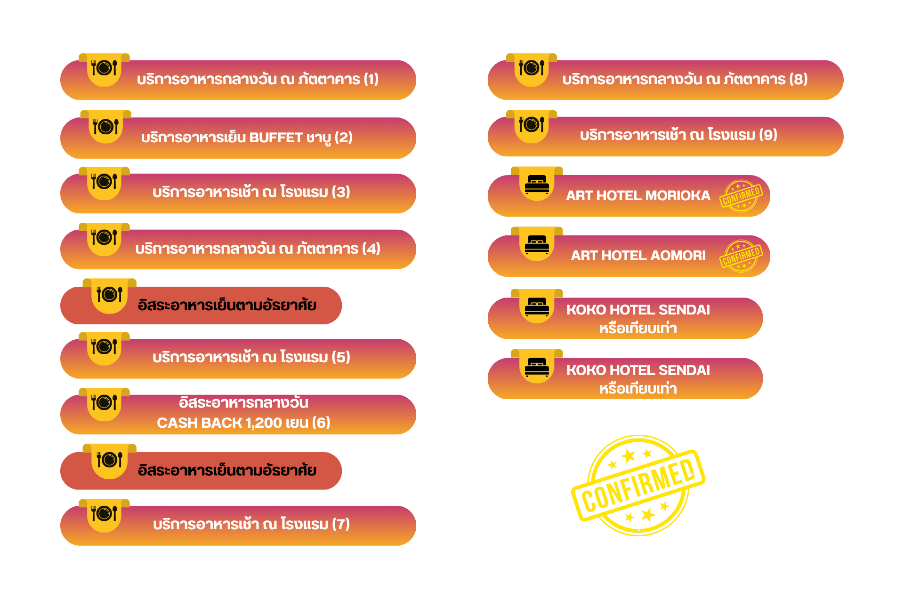 บริการอาหารกลางวัน ณ ภัตตาคาร (1)
บริการอาหารเย็น BUFFET ชาบู (2)
บริการอาหารเช้า ณ โรงแรม (3)
บริการอาหารกลางวัน ณ ภัตตาคาร (4)
อิสระอาหารเย็นตามอัธยาศัย
บริการอาหารเช้า ณ โรงแรม (5)
อิสระอาหารกลางวัน
CASH BACK 1,200 เยน (6)
อิสระอาหารเย็นตามอัธยาศัย
บริการอาหารเช้า ณ โรงแรม (7)
บริการอาหารกลางวัน ณ ภัตตาคาร (8)
บริการอาหารเช้า ณ โรงแรม (9)
ART HOTEL MORIOKA
CONFIRMED
ART HOTEL AOMORI
CONFIRMED
KOKO HOTEL SENDAI
หรือเทียบเท่า
KOKO HOTEL SENDAI
หรือเทียบเท่า
CONFIRMED